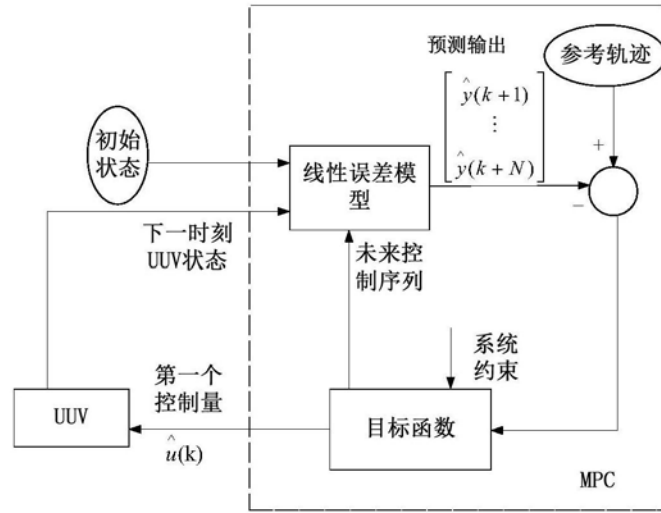 预测输出
参考轨迹
ŷ(k+1)
⋮
ŷ(k+N)
+
−
初始
状态
线性误差模
型
下一时刻
UUV状态
未来控
制序列
系统
约束
第一个
控制量
û(k)
UUV
目标函数
MPC